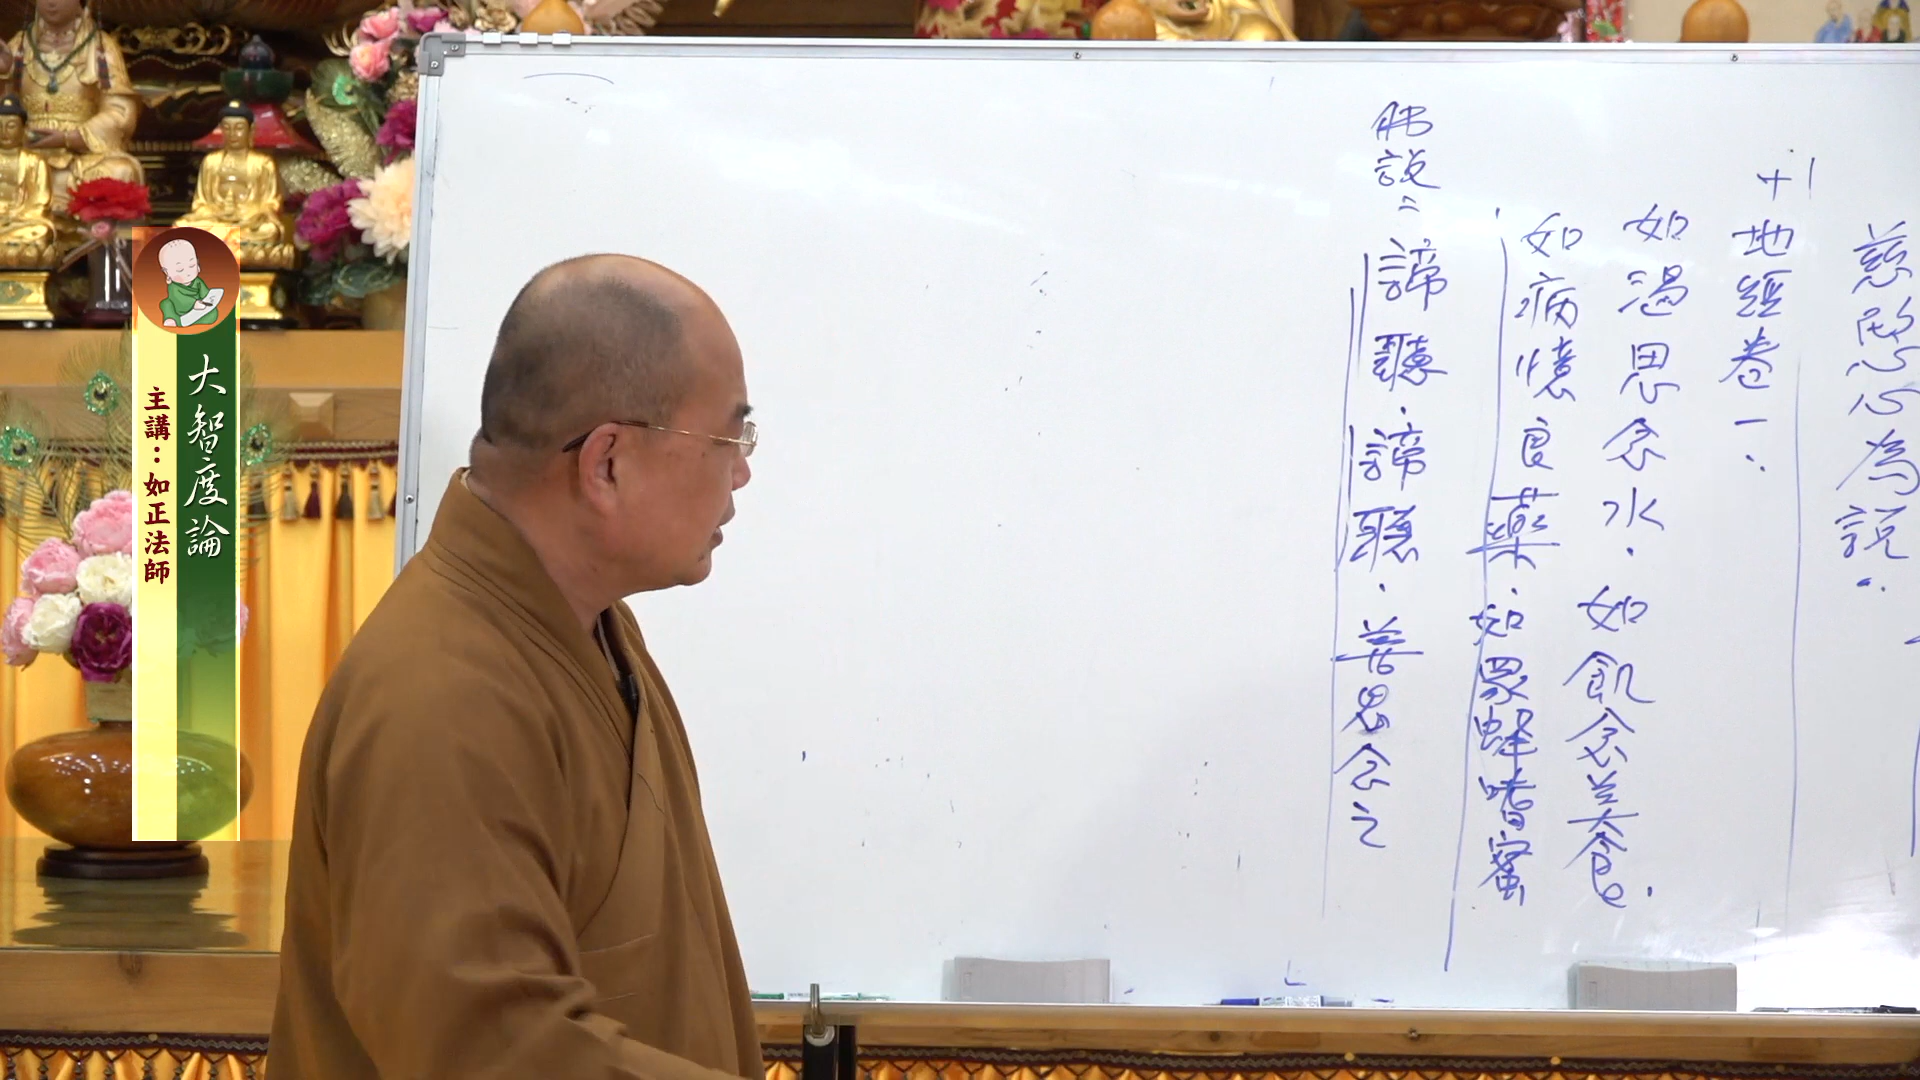 慈愍心為說
十地經卷一
如渴思念水．如飢念美食．
如病憶良藥．如眾蜂嗜蜜
佛說：諦聽．諦聽．善思念之
大智度論
主講：如正法師